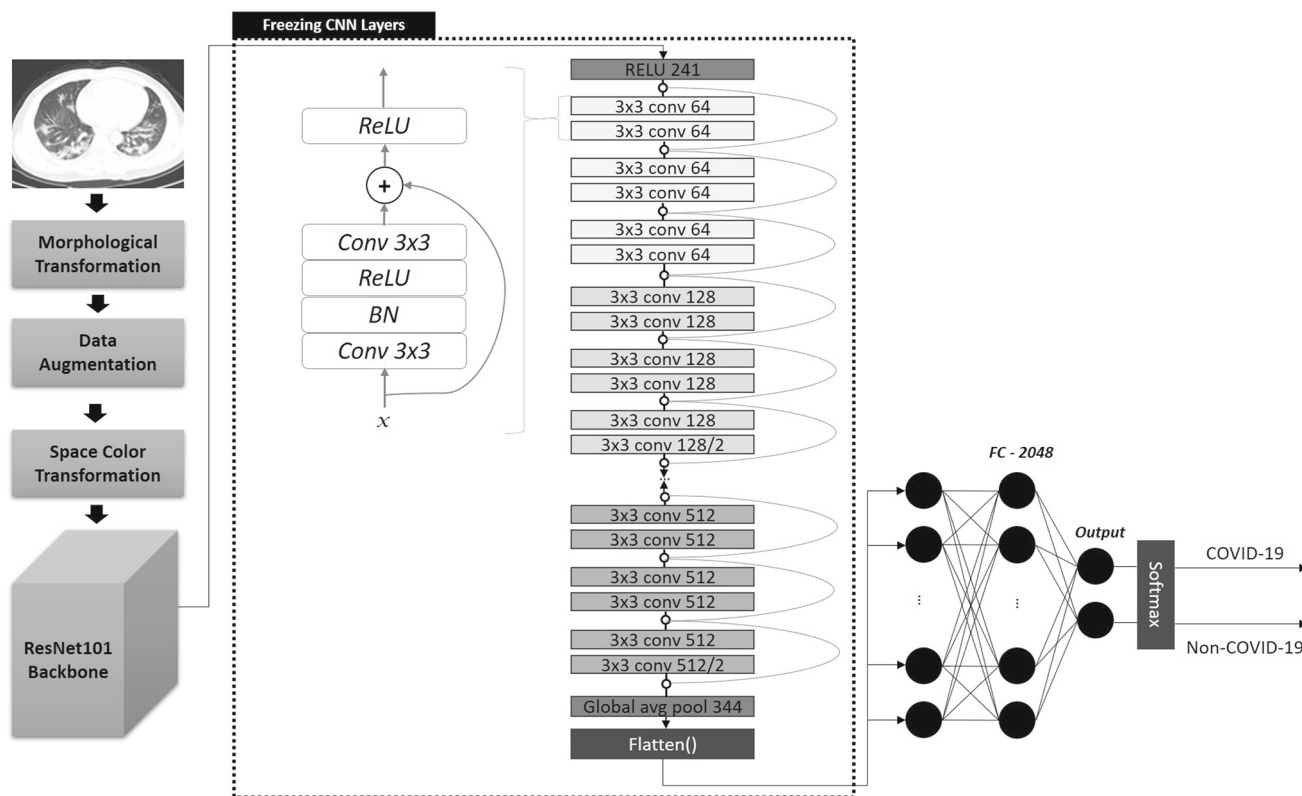 Freezing CNN Layers
Morphological
Transformation
Data
Augmentation
Space Color
Transformation
ResNet101
Backbone
ReLU
+
Conv 3x3
ReLU
BN
Conv 3x3
x
RELU 241
3x3 conv 64
3x3 conv 64
3x3 conv 64
3x3 conv 64
3x3 conv 64
3x3 conv 64
3x3 conv 128
3x3 conv 128
3x3 conv 128
3x3 conv 128
3x3 conv 128
3x3 conv 128/2
...
3x3 conv 512
3x3 conv 512
3x3 conv 512
3x3 conv 512
3x3 conv 512
3x3 conv 512/2
Global avg pool 344
Flatten()
FC - 2048
...
...
Output
Softmax
COVID-19
Non-COVID-19